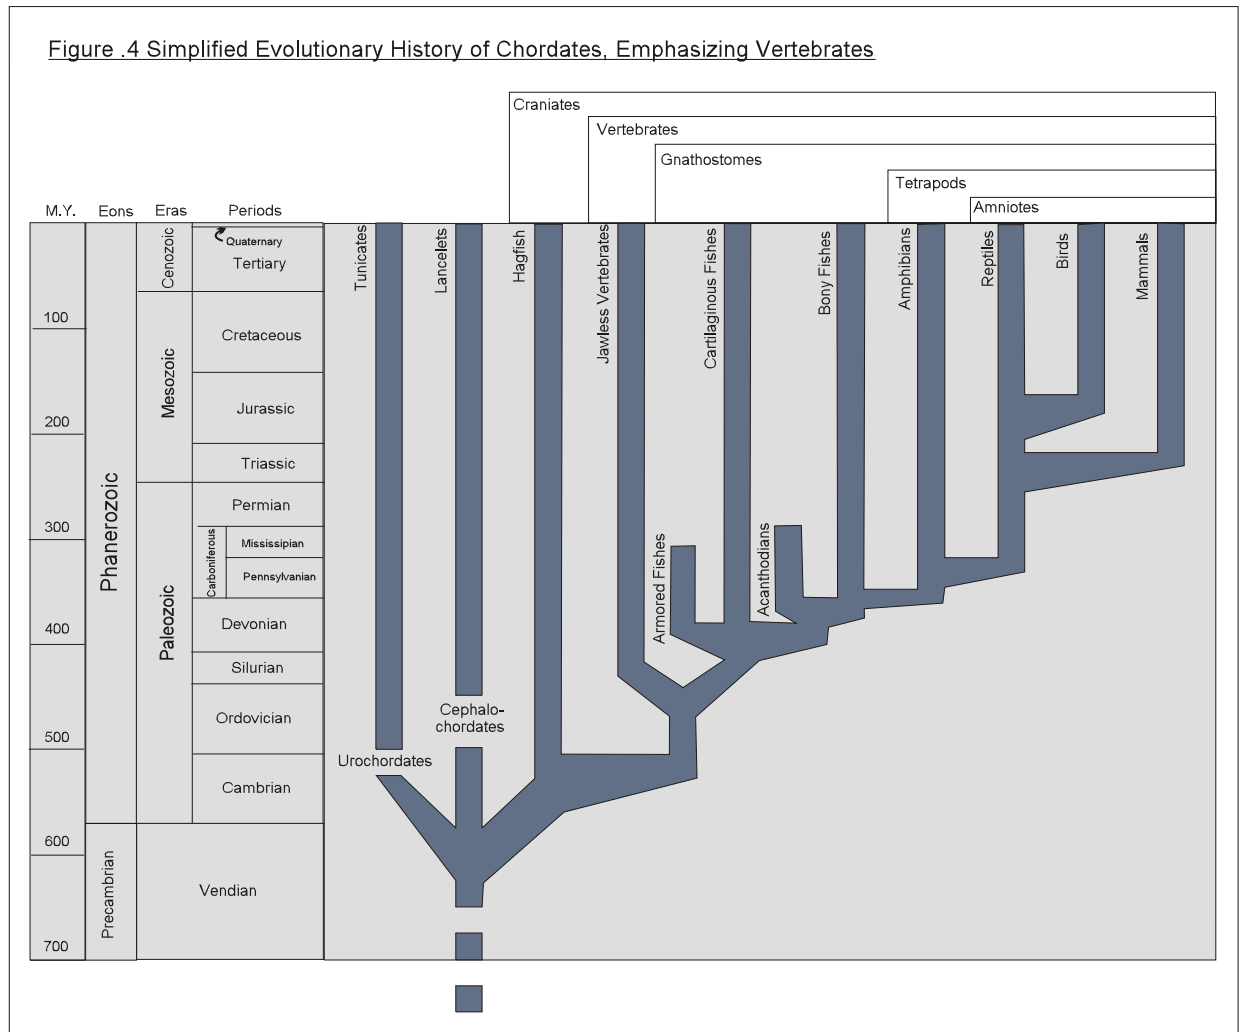 Figure .4 Simplified Evolutionary History of Chordates, Emphasizing Vertebrates
Craniates
Vertebrates
Gnathostomes
Tetrapods
Amniotes
M.Y.
Eons
Eras
Periods
100
200
300
400
500
600
700
Phanerozoic
Precambrian
Cenozoic
Mesozoic
Paleozoic
Quaternary
Tertiary
Cretaceous
Jurassic
Triassic
Permian
Carboniferous
Mississipian
Pennsylvanian
Devonian
Silurian
Ordovician
Cambrian
Vendian
Tunicates
Lancelets
Hagfish
Jawless Vertebrates
Cartilaginous Fishes
Bony Fishes
Amphibians
Reptiles
Birds
Mammals
Armored Fishes
Acanthodians
Cephalo-
chordates
Urochordates